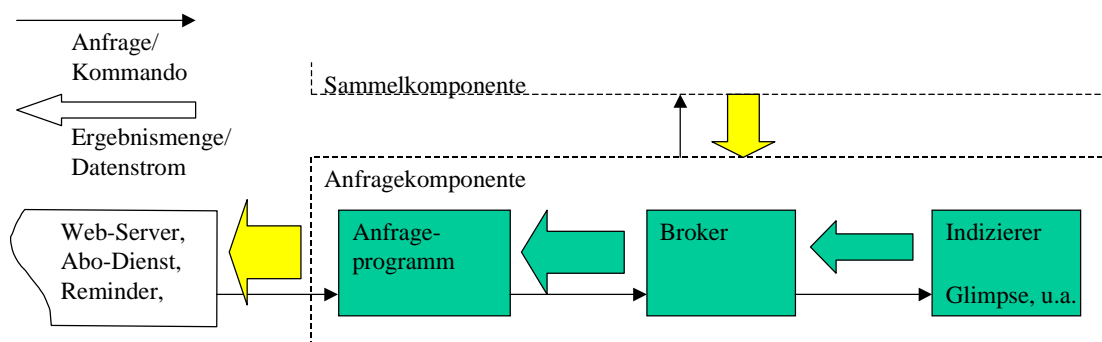 Anfrage/
Kommando
Ergebnismenge/
Datenstrom
Sammelkomponente
Anfragekomponente
Web-Server,
Abo-Dienst,
Reminder,
Anfrage-
programm
Broker
Indizierer
Glimpse, u.a.